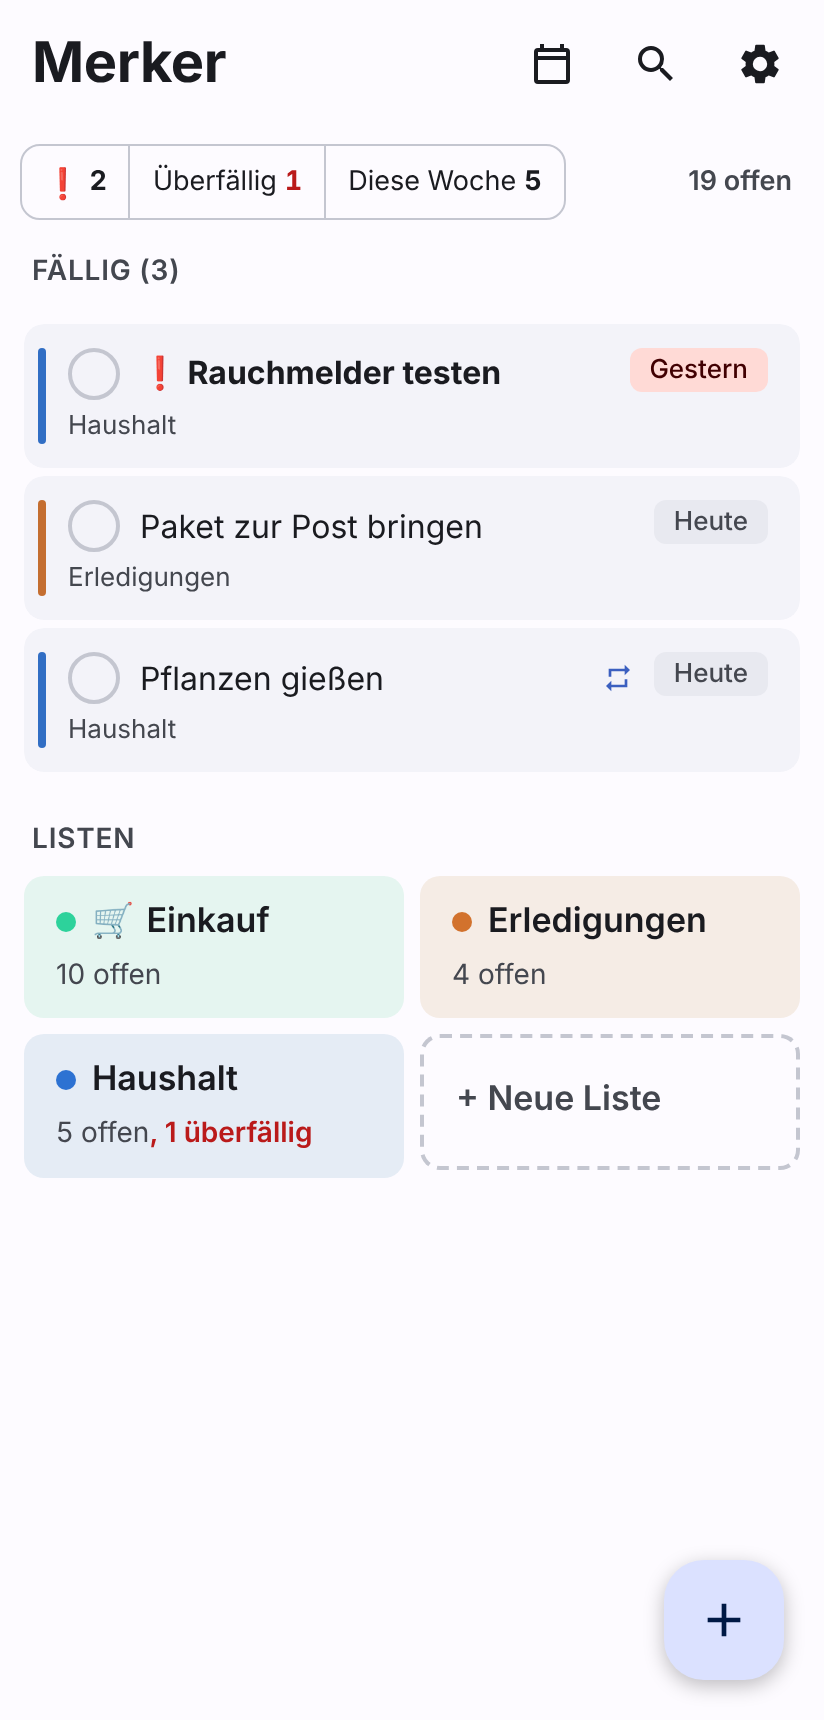 Merker
❗ 2 Überfällig 1 Diese Woche 5 19 offen
FÄLLIG (3)
❗ Rauchmelder testen Gestern
Haushalt
Paket zur Post bringen Heute
Erledigungen
Pflanzen gießen Heute
Haushalt
LISTEN
🛒 Einkauf
10 offen
Erledigungen
4 offen
Haushalt
5 offen, 1 überfällig
+ Neue Liste